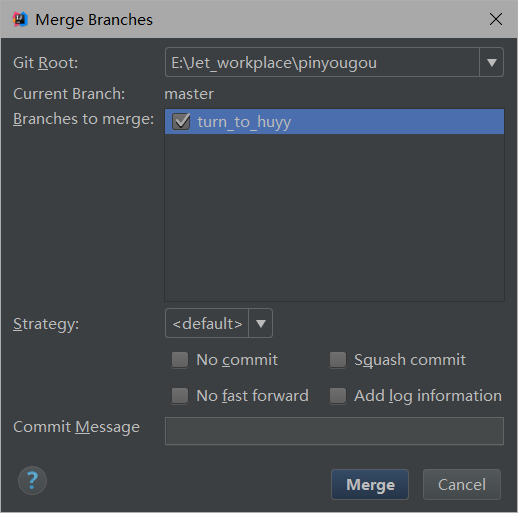 Merge Branches
Git Root: E:\Jet_workplace\pinyougou
Current Branch: master
Branches to merge: turn_to_huyy
Strategy: <default>
No commit Squash commit
No fast forward Add log information
Commit Message
? Merge Cancel